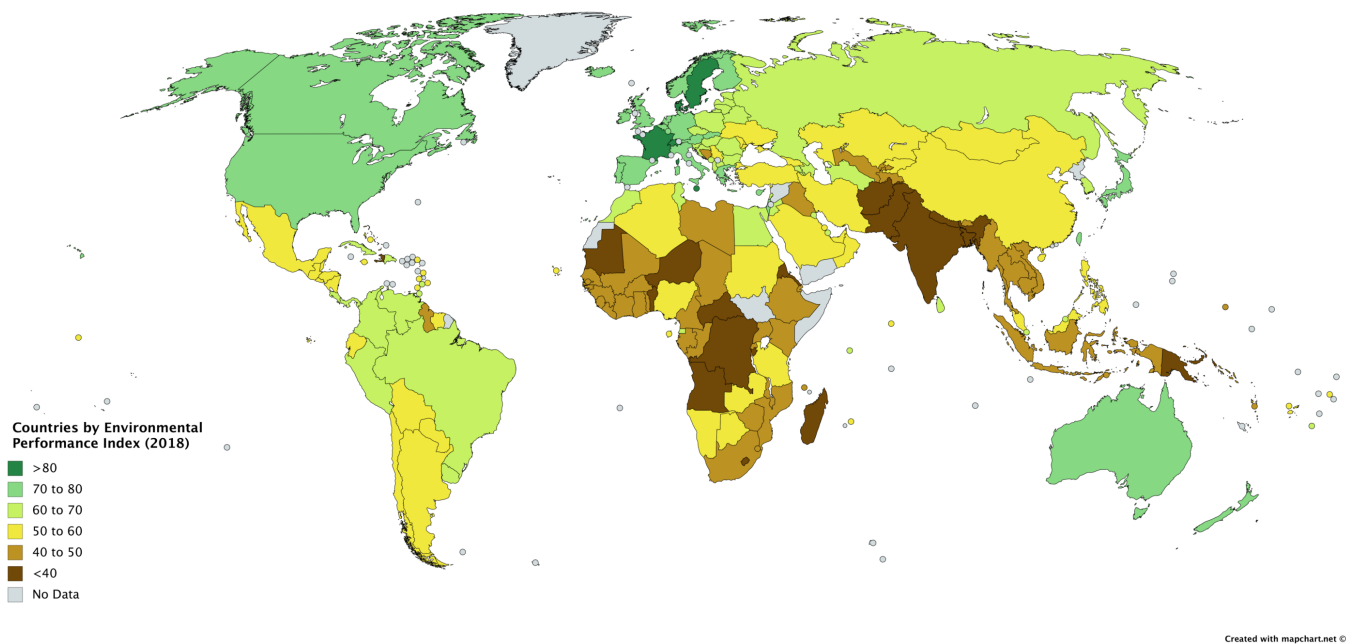 Countries by Environmental
Performance Index (2018)
>80
70 to 80
60 to 70
50 to 60
40 to 50
<40
No Data
Created with mapchart.net ©